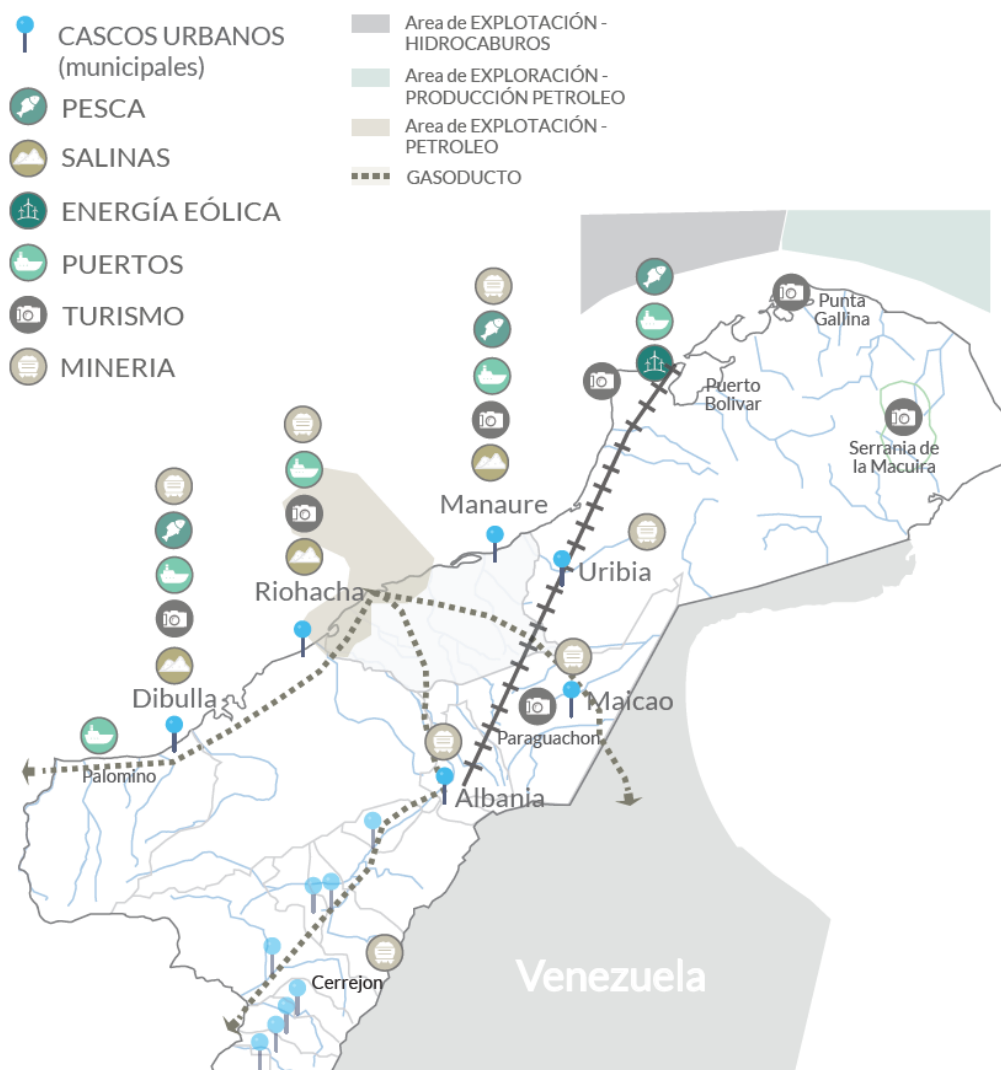 CASCOS URBANOS
(municipales)
PESCA
SALINAS
ENERGÍA EÓLICA
PUERTOS
TURISMO
MINERIA
Area de EXPLOTACIÓN -
HIDROCABUROS
Area de EXPLORACIÓN -
PRODUCCIÓN PETROLEO
Area de EXPLOTACIÓN -
PETROLEO
GASODUCTO
Punta
Gallina
Puerto
Bolivar
Serrania de
la Macuira
Manaure
Uribia
Riohacha
Dibulla
Maicao
Paraguachon
Palomino
Albania
Cerrejon
Venezuela